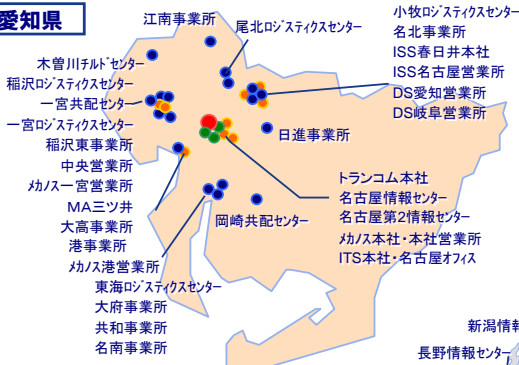 愛知県
江南事業所
尾北ﾛｼﾞｽﾃｨｸｽセンター
小牧ﾛｼﾞｽﾃｨｸｽセンター
名北事業所
ISS春日井本社
ISS名古屋営業所
DS愛知営業所
DS岐阜営業所
木曽川チルドセンター
稲沢ﾛｼﾞｽﾃｨｸｽセンター
一宮共配センター
一宮ﾛｼﾞｽﾃｨｸｽセンター
稲沢東事業所
中央営業所
ﾒｶﾉｽ一宮営業所
MA三ツ井
大高事業所
港事業所
ﾒｶﾉｽ港営業所
東海ﾛｼﾞｽﾃｨｸｽセンター
大府事業所
共和事業所
名南事業所
日進事業所
岡崎共配センター
トランコム本社
名古屋情報センター
名古屋第2情報センター
ﾒｶﾉｽ本社・本社営業所
ITS本社・名古屋オフィス
新潟情報
長野情報センター